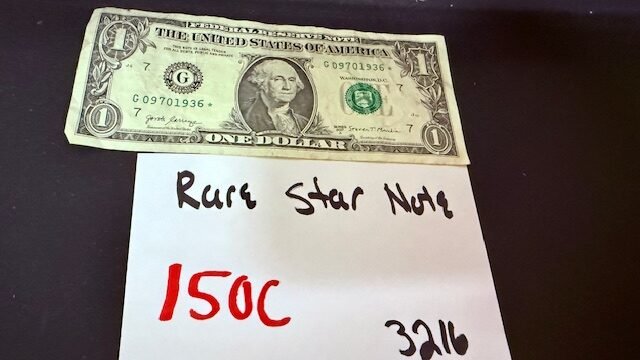 FEDERAL RESERVE NOTE
THE UNITED STATES OF AMERICA
THIS NOTE IS LEGAL TENDER
FOR ALL DEBTS, PUBLIC AND PRIVATE
7 G 09701936 *
WASHINGTON, D.C.
G
G 09701936 *
7 7
7
1 1
1 1
ONE DOLLAR
Rare Star Note
150C
3216